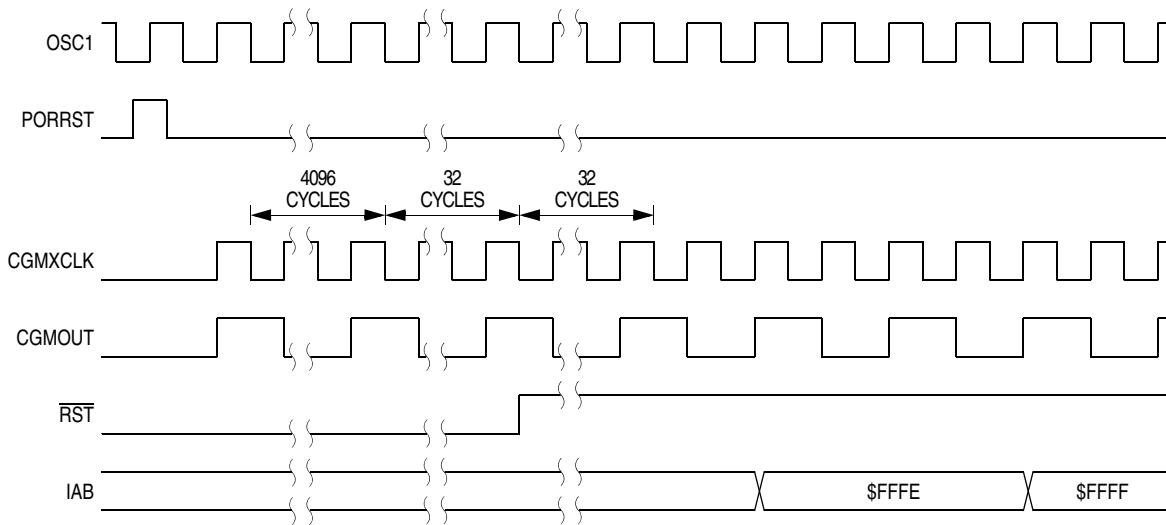 OSC1
PORRST
4096
CYCLES
32
CYCLES
32
CYCLES
CGMXCLK
CGMOUT
RST
IAB
$FFFE
$FFFF